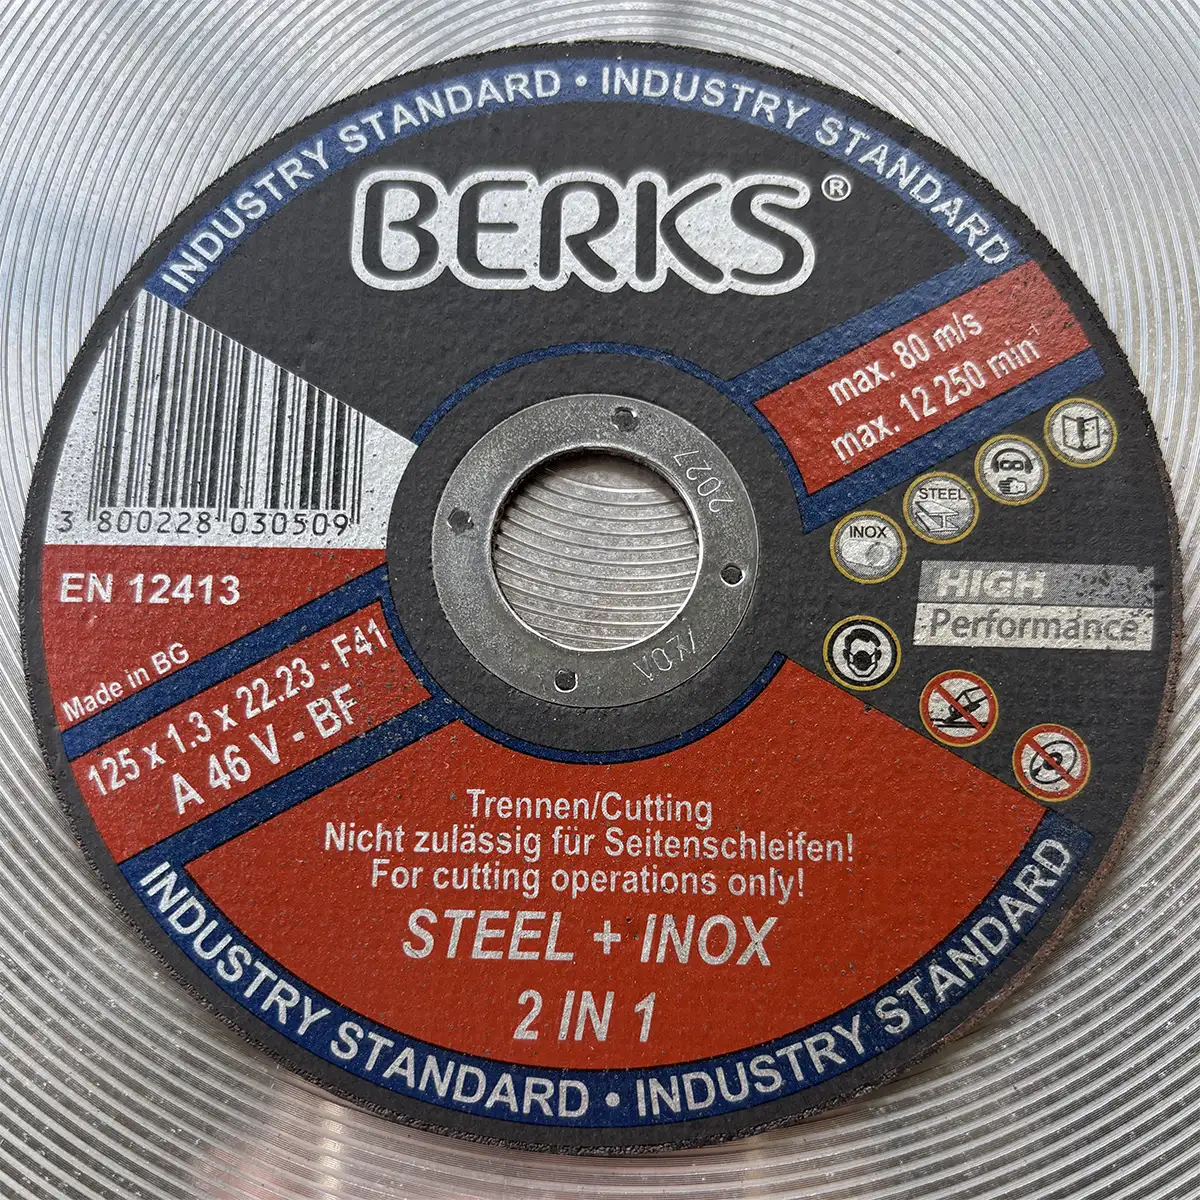 INDUSTRY STANDARD • INDUSTRY STANDARD
BERKS®
max. 80 m/s
max. 12 250 min⁻¹
3 800228 030509
EN 12413
Made in BG
125 x 1.3 x 22.23 - F41
A 46 V - BF
2027
INOX
STEEL
HIGH
Performance
Trennen/Cutting
Nicht zulässig für Seitenschleifen!
For cutting operations only!
STEEL + INOX
2 IN 1
INDUSTRY STANDARD • INDUSTRY STANDARD